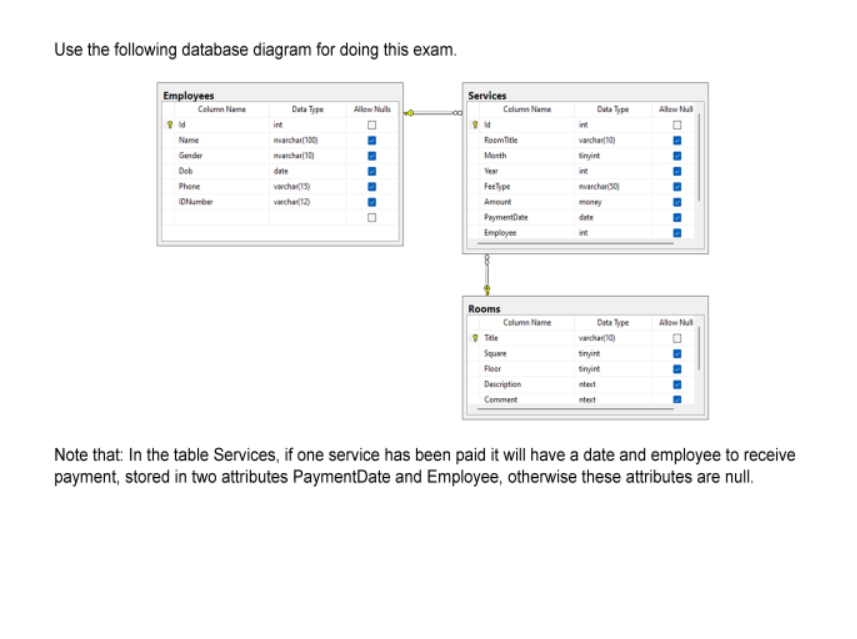 Use the following database diagram for doing this exam.
Employees
Column Name Data Type Allow Nulls
Id int
Name nvarchar(100)
Gender nvarchar(10)
Dob date
Phone varchar(15)
IDNumber varchar(12)
Services
Column Name Data Type Allow Null
Id int
RoomTitle varchar(10)
Month tinyint
Year int
FeeType nvarchar(50)
Amount money
PaymentDate date
Employee int
Rooms
Column Name Data Type Allow Null
Title varchar(10)
Square tinyint
Floor tinyint
Description ntext
Comment ntext
Note that: In the table Services, if one service has been paid it will have a date and employee to receive
payment, stored in two attributes PaymentDate and Employee, otherwise these attributes are null.